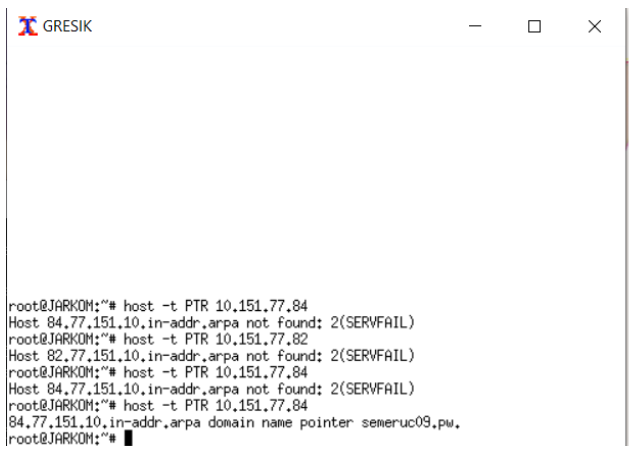 GRESIK
root@JARKOM:~# host -t PTR 10.151.77.84
Host 84.77.151.10.in-addr.arpa not found: 2(SERVFAIL)
root@JARKOM:~# host -t PTR 10.151.77.82
Host 82.77.151.10.in-addr.arpa not found: 2(SERVFAIL)
root@JARKOM:~# host -t PTR 10.151.77.84
Host 84.77.151.10.in-addr.arpa not found: 2(SERVFAIL)
root@JARKOM:~# host -t PTR 10.151.77.84
84.77.151.10.in-addr.arpa domain name pointer semeruc09.pw.
root@JARKOM:~#